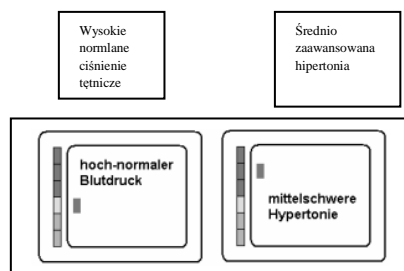 Wysokie
normlane
ciśnienie
tętnicze
Średnio
zaawansowana
hipertonia
hoch-normaler
Blutdruck
mittelschwere
Hypertonie